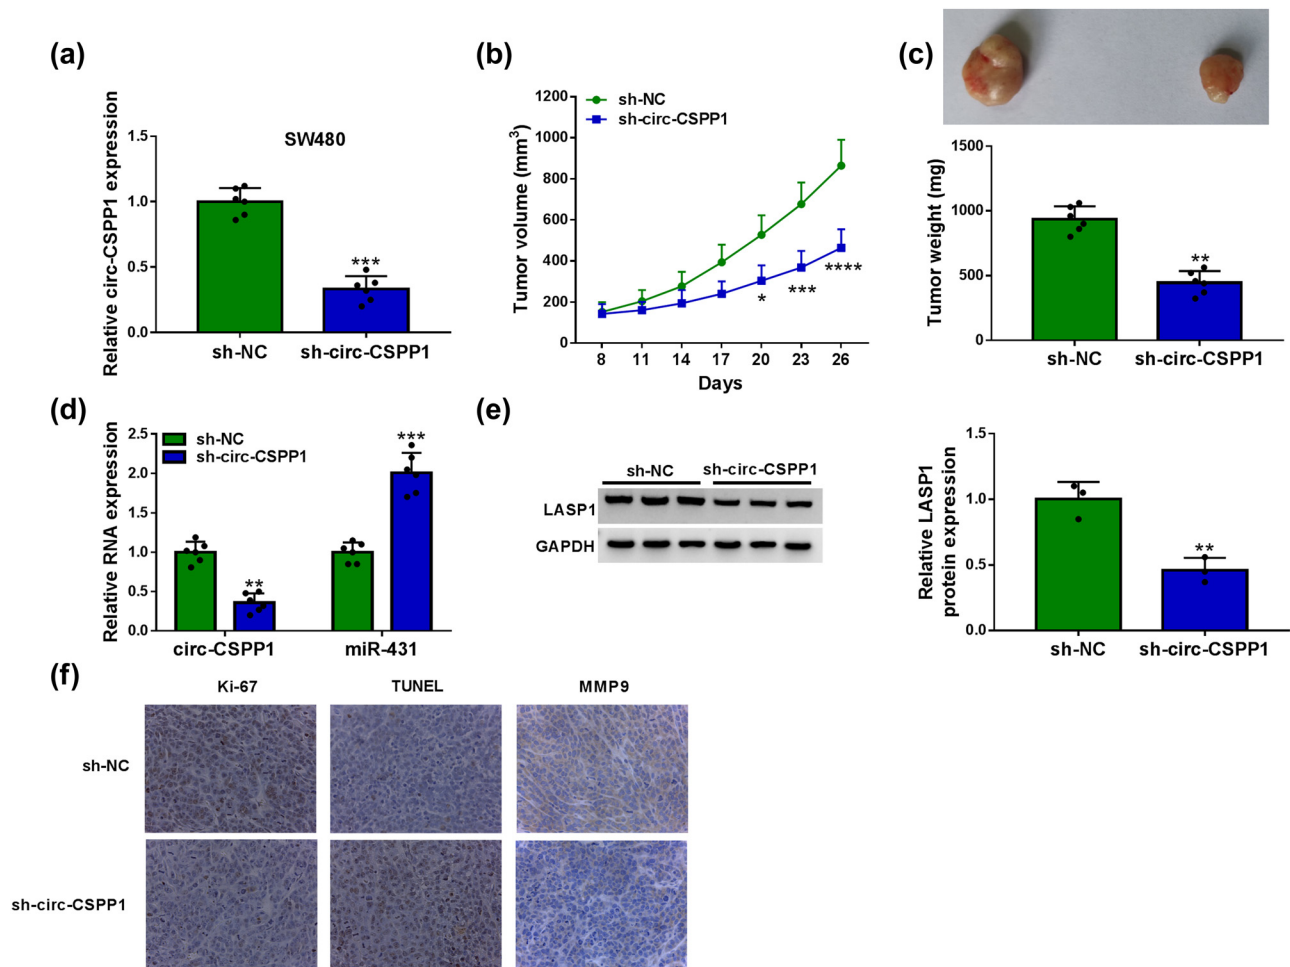 (a)
SW480
Relative circ-CSPP1 expression
1.5
1.0
0.5
0.0
***
sh-NC
sh-circ-CSPP1
(b)
sh-NC
sh-circ-CSPP1
Tumor volume (mm3)
1200
1000
800
600
400
200
0
*
***
****
8 11 14 17 20 23 26
Days
(c)
Tumor weight (mg)
1500
1000
500
0
**
sh-NC
sh-circ-CSPP1
(d)
sh-NC
sh-circ-CSPP1
Relative RNA expression
2.5
2.0
1.5
1.0
0.5
0.0
**
***
circ-CSPP1
miR-431
(e)
sh-NC
sh-circ-CSPP1
LASP1
GAPDH
Relative LASP1
protein expression
1.5
1.0
0.5
0.0
**
sh-NC
sh-circ-CSPP1
(f)
Ki-67
TUNEL
MMP9
sh-NC
sh-circ-CSPP1